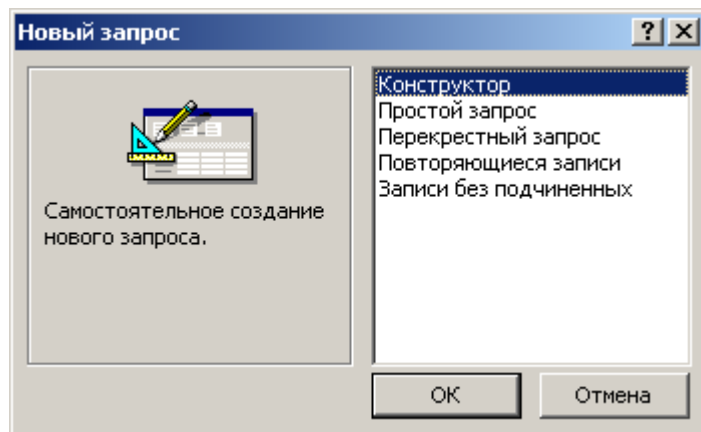 Новый запрос
Самостоятельное создание
нового запроса.
Конструктор
Простой запрос
Перекрестный запрос
Повторяющиеся записи
Записи без подчиненных
ОК
Отмена